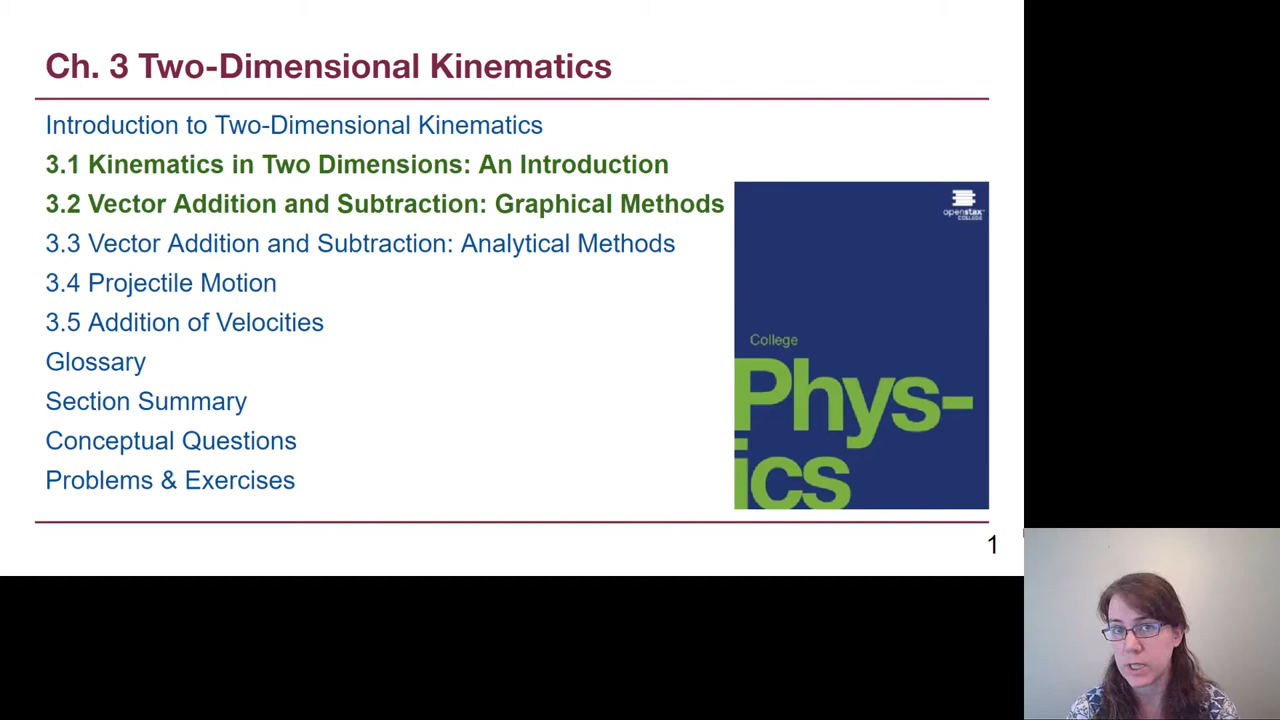 Ch. 3 Two-Dimensional Kinematics
Introduction to Two-Dimensional Kinematics
3.1 Kinematics in Two Dimensions: An Introduction
3.2 Vector Addition and Subtraction: Graphical Methods
3.3 Vector Addition and Subtraction: Analytical Methods
3.4 Projectile Motion
3.5 Addition of Velocities
Glossary
Section Summary
Conceptual Questions
Problems & Exercises
openstax™
COLLEGE
College
Phys-
ics
1